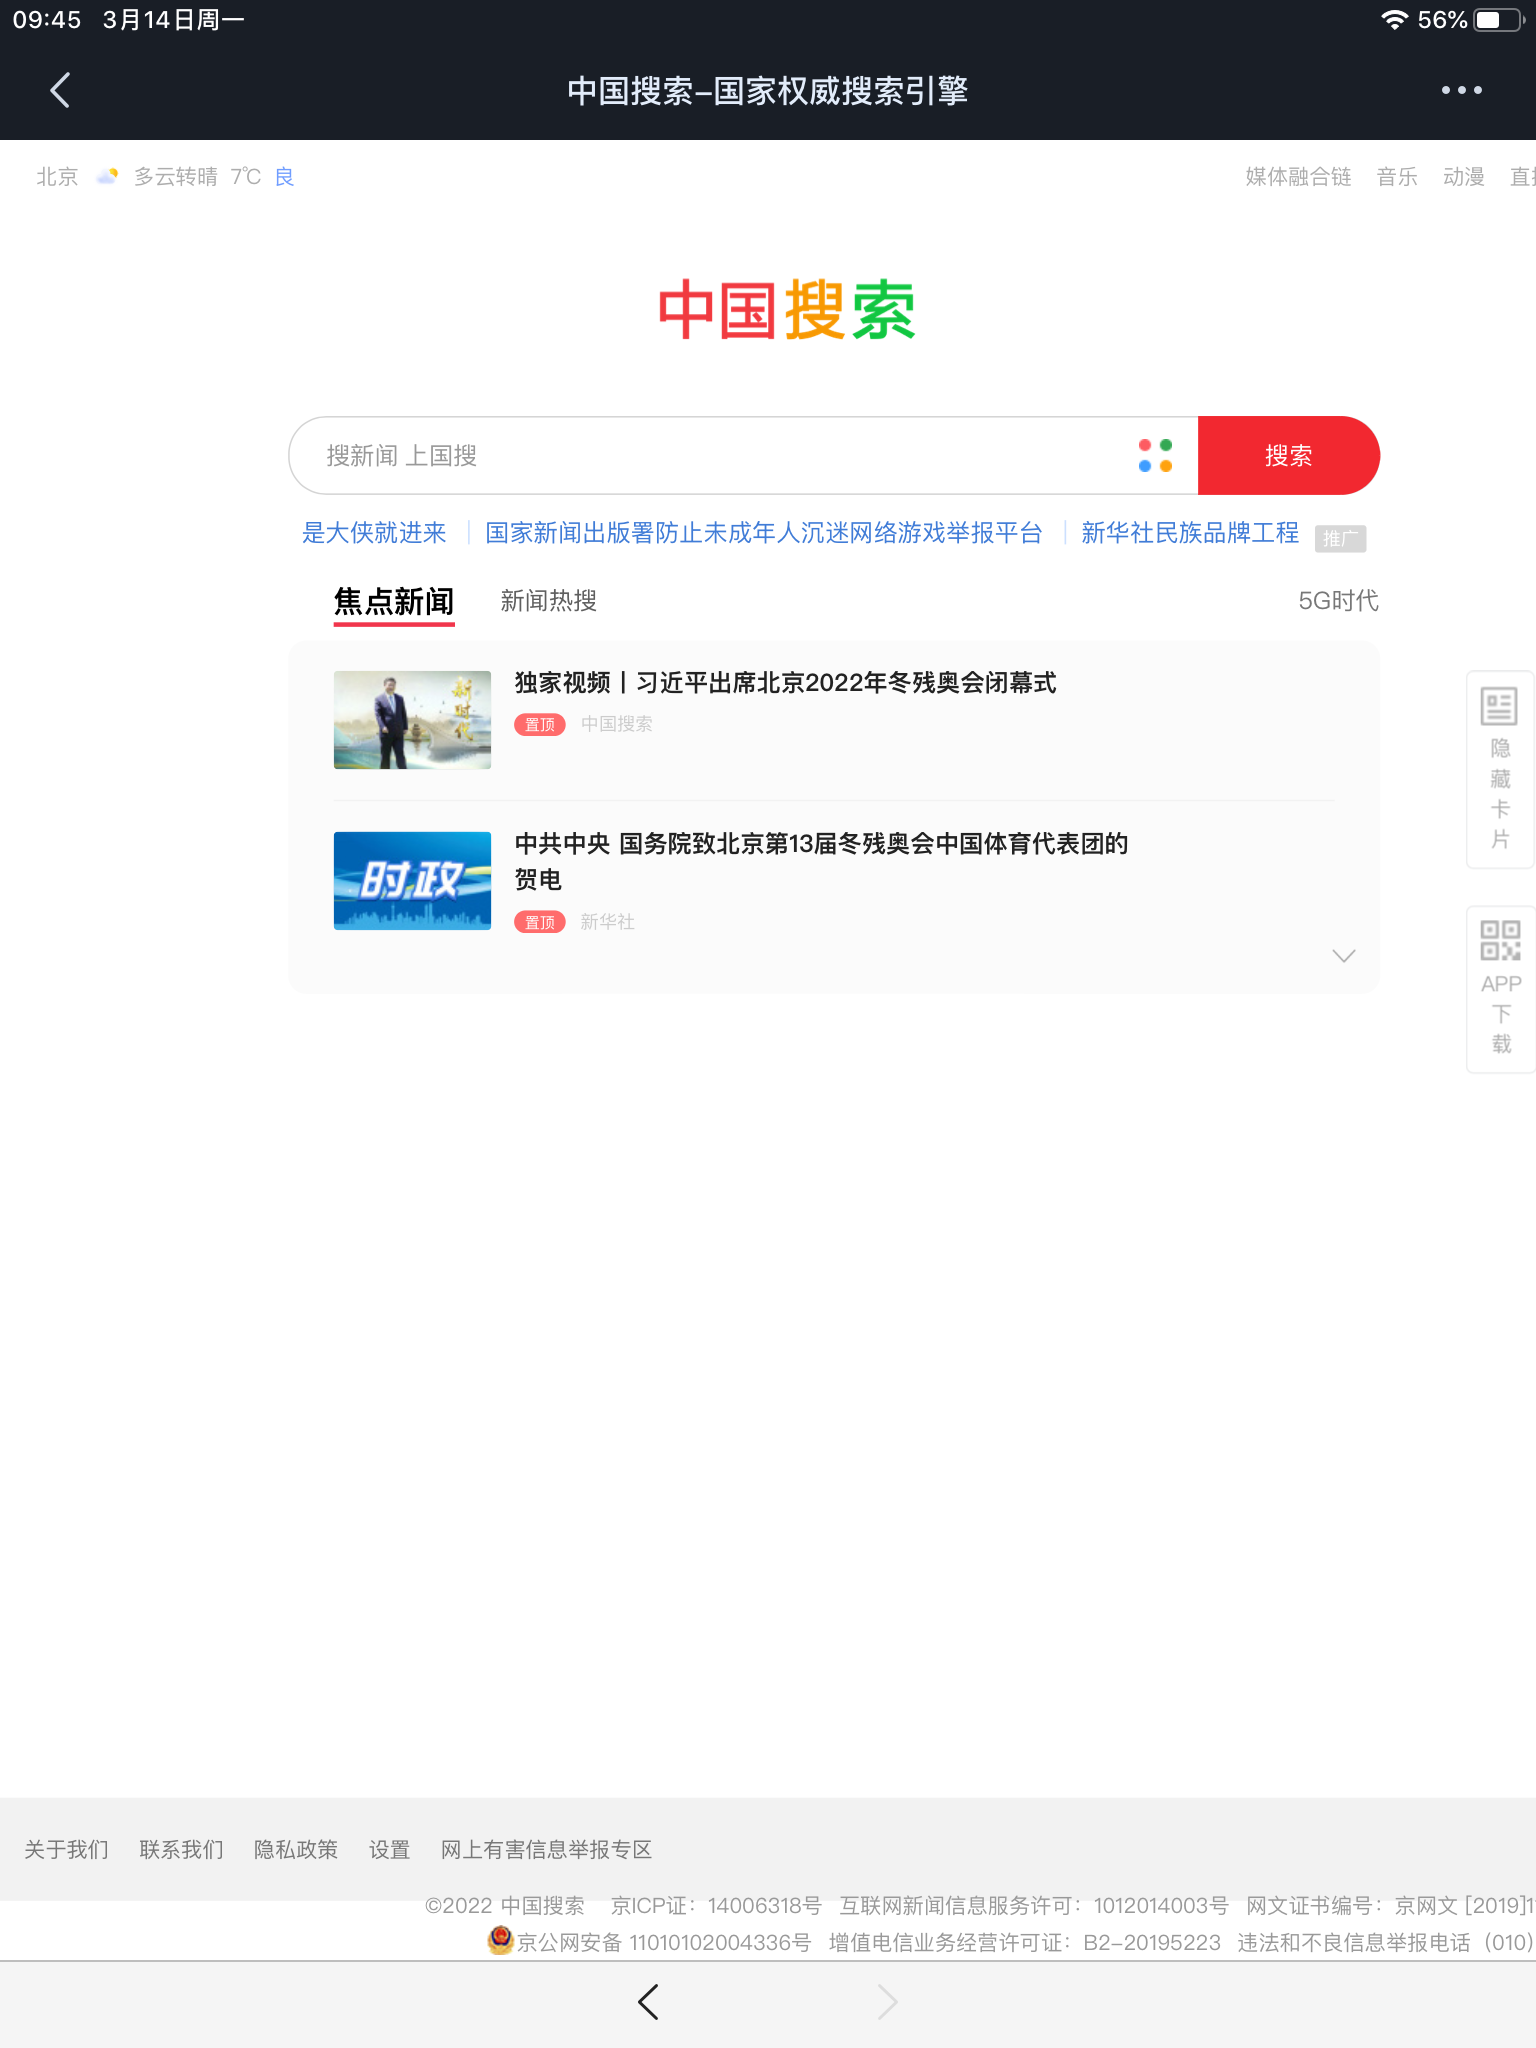 09:45 3月14日周一 56%
中国搜索-国家权威搜索引擎
北京 多云转晴 7℃ 良 媒体融合链 音乐 动漫 直
中国搜索
搜新闻 上国搜 搜索
是大侠就进来 国家新闻出版署防止未成年人沉迷网络游戏举报平台 新华社民族品牌工程 推广
焦点新闻 新闻热搜 5G时代
新时代
独家视频丨习近平出席北京2022年冬残奥会闭幕式
置顶 中国搜索
时政
中共中央 国务院致北京第13届冬残奥会中国体育代表团的
贺电
置顶 新华社
隐
藏
卡
片
APP
下
载
关于我们 联系我们 隐私政策 设置 网上有害信息举报专区
©2022 中国搜索 京ICP证：14006318号 互联网新闻信息服务许可：1012014003号 网文证书编号：京网文 [2019]1
京公网安备 11010102004336号 增值电信业务经营许可证：B2-20195223 违法和不良信息举报电话（010）